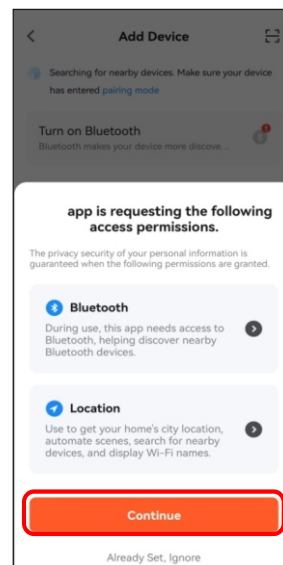 Add Device
Searching for nearby devices. Make sure your device
has entered pairing mode
Turn on Bluetooth
Bluetooth makes your device more discove...
app is requesting the following
access permissions.
The privacy security of your personal information is
guaranteed when the following permissions are granted.
Bluetooth
During use, this app needs access to
Bluetooth, helping discover nearby
Bluetooth devices.
Location
Use to get your home's city location,
automate scenes, search for nearby
devices, and display Wi-Fi names.
Continue
Already Set, Ignore